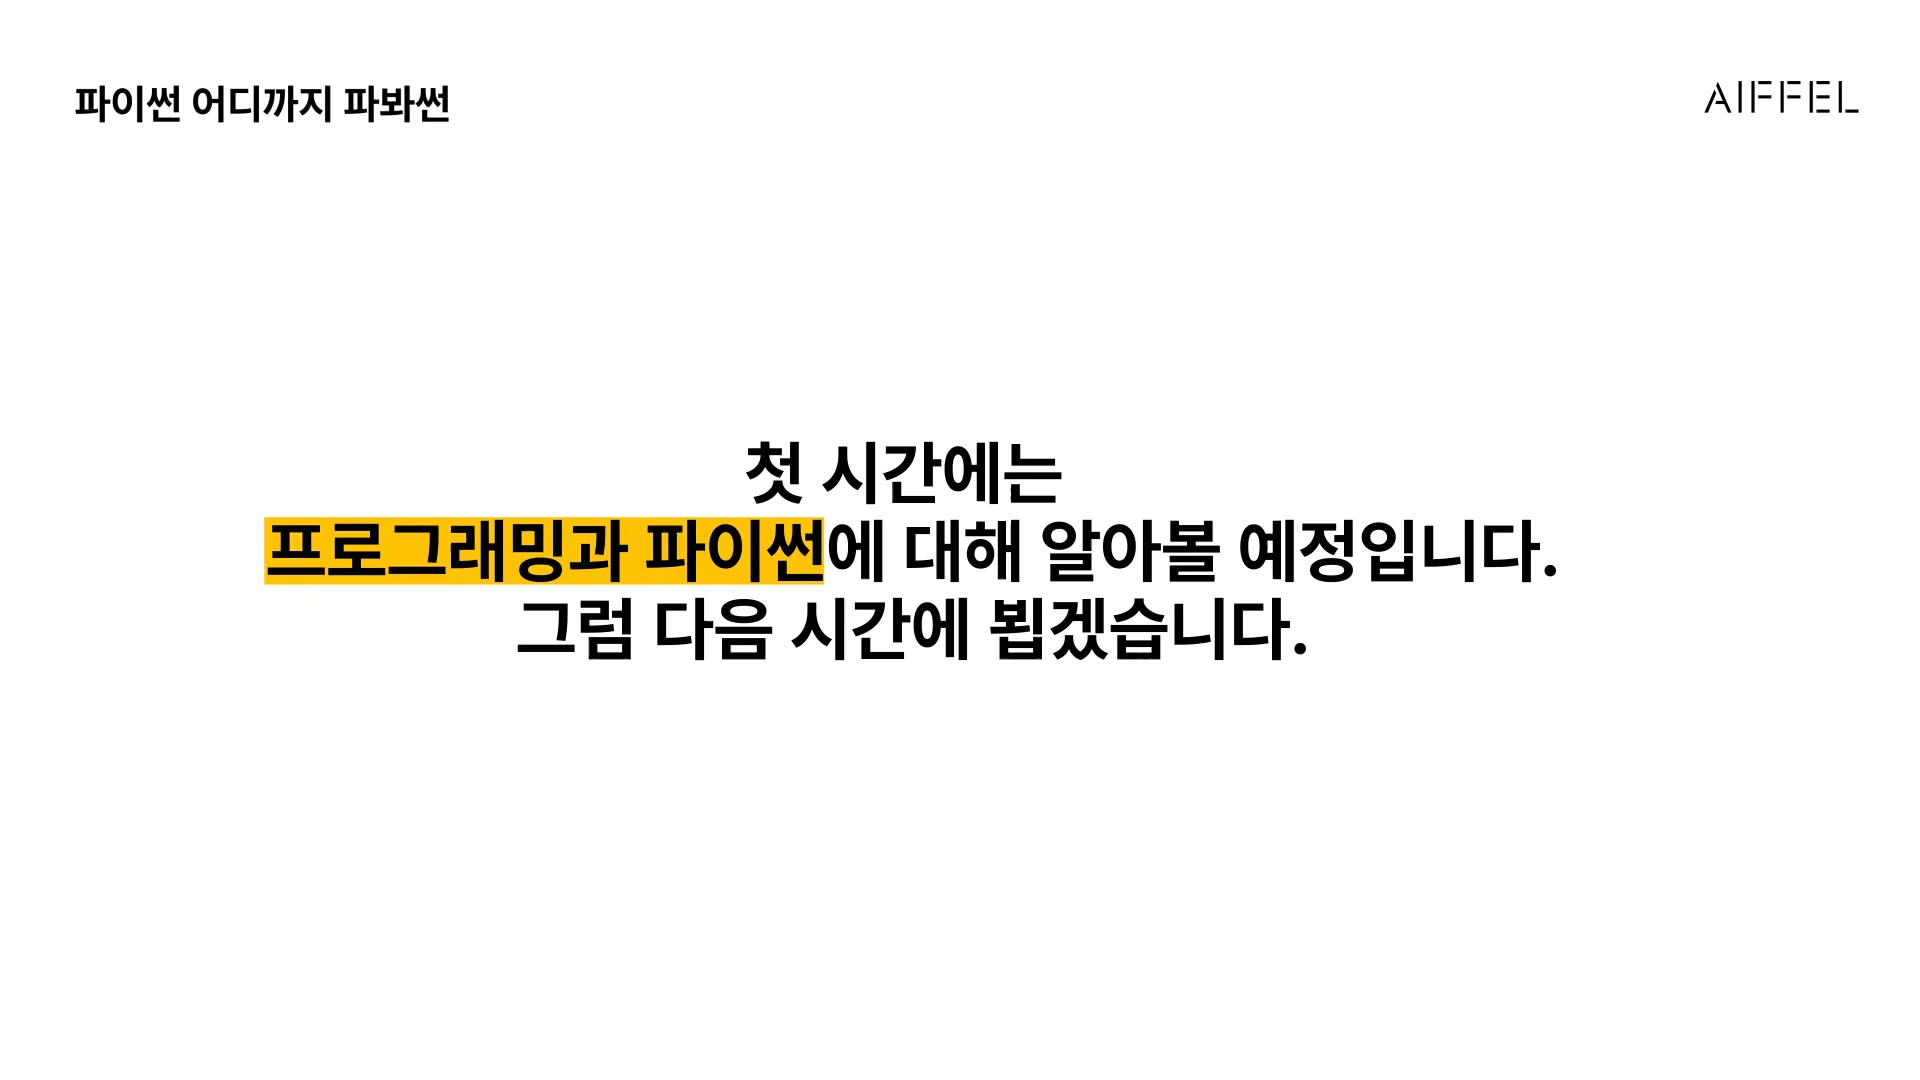 파이썬 어디까지 파봐썬
AIFFEL
첫 시간에는
프로그래밍과 파이썬에 대해 알아볼 예정입니다.
그럼 다음 시간에 뵙겠습니다.